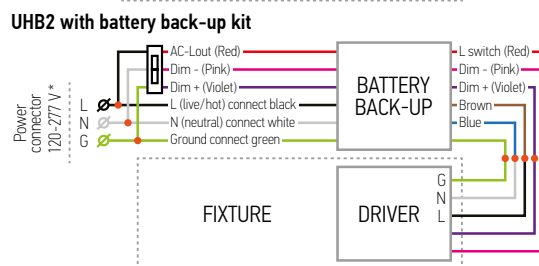 UHB2 with battery back-up kit
AC-Lout (Red)
Dim - (Pink)
Dim + (Violet)
L (live/hot) connect black
N (neutral) connect white
Ground connect green
Power
connector
120-277 V *
L
N
G
BATTERY
BACK-UP
L switch (Red)
Dim - (Pink)
Dim + (Violet)
Brown
Blue
FIXTURE
DRIVER
G
N
L